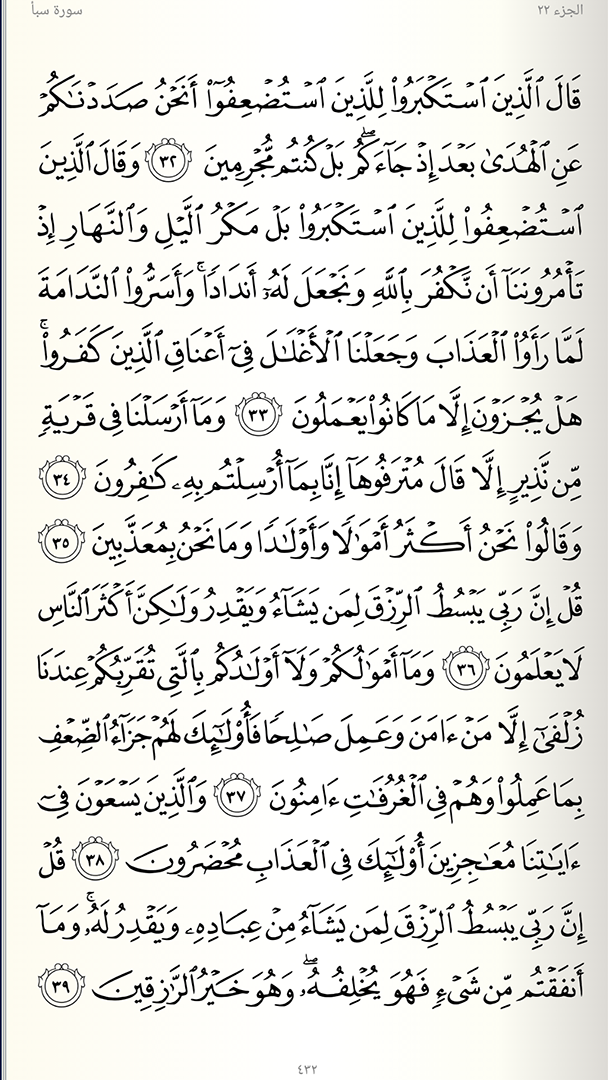 الجزء ٢٢
سورة سبأ
قَالَ ٱلَّذِينَ ٱسۡتَكۡبَرُواْ لِلَّذِينَ ٱسۡتُضۡعِفُوٓاْ أَنَحۡنُ صَدَدۡنَٰكُمۡ
عَنِ ٱلۡهُدَىٰ بَعۡدَ إِذۡ جَآءَكُمۖ بَلۡ كُنتُم مُّجۡرِمِينَ ٣٢ وَقَالَ ٱلَّذِينَ
ٱسۡتُضۡعِفُواْ لِلَّذِينَ ٱسۡتَكۡبَرُواْ بَلۡ مَكۡرُ ٱلَّيۡلِ وَٱلنَّهَارِ إِذۡ
تَأۡمُرُونَنَآ أَن نَّكۡفُرَ بِٱللَّهِ وَنَجۡعَلَ لَهُۥٓ أَندَادٗاۚ وَأَسَرُّواْ ٱلنَّدَامَةَ
لَمَّا رَأَوُاْ ٱلۡعَذَابَ وَجَعَلۡنَا ٱلۡأَغۡلَٰلَ فِيٓ أَعۡنَاقِ ٱلَّذِينَ كَفَرُواْۚ
هَلۡ يُجۡزَوۡنَ إِلَّا مَا كَانُواْ يَعۡمَلُونَ ٣٣ وَمَآ أَرۡسَلۡنَا فِي قَرۡيَةٖ
مِّن نَّذِيرٍ إِلَّا قَالَ مُتۡرَفُوهَآ إِنَّا بِمَآ أُرۡسِلۡتُم بِهِۦ كَٰفِرُونَ ٣٤
وَقَالُواْ نَحۡنُ أَكۡثَرُ أَمۡوَٰلٗا وَأَوۡلَٰدٗا وَمَا نَحۡنُ بِمُعَذَّبِينَ ٣٥
قُلۡ إِنَّ رَبِّي يَبۡسُطُ ٱلرِّزۡقَ لِمَن يَشَآءُ وَيَقۡدِرُ وَلَٰكِنَّ أَكۡثَرَ ٱلنَّاسِ
لَا يَعۡلَمُونَ ٣٦ وَمَآ أَمۡوَٰلُكُمۡ وَلَآ أَوۡلَٰدُكُم بِٱلَّتِي تُقَرِّبُكُمۡ عِندَنَا
زُلۡفَىٰٓ إِلَّا مَنۡ ءَامَنَ وَعَمِلَ صَٰلِحٗا فَأُوْلَٰٓئِكَ لَهُمۡ جَزَآءُ ٱلضِّعۡفِ
بِمَا عَمِلُواْ وَهُمۡ فِي ٱلۡغُرُفَٰتِ ءَامِنُونَ ٣٧ وَٱلَّذِينَ يَسۡعَوۡنَ فِيٓ
ءَايَٰتِنَا مُعَٰجِزِينَ أُوْلَٰٓئِكَ فِي ٱلۡعَذَابِ مُحۡضَرُونَ ٣٨ قُلۡ
إِنَّ رَبِّي يَبۡسُطُ ٱلرِّزۡقَ لِمَن يَشَآءُ مِنۡ عِبَادِهِۦ وَيَقۡدِرُ لَهُۥۚ وَمَآ
أَنفَقۡتُم مِّن شَيۡءٖ فَهُوَ يُخۡلِفُهُۥۖ وَهُوَ خَيۡرُ ٱلرَّٰزِقِينَ ٣٩
٤٣٢